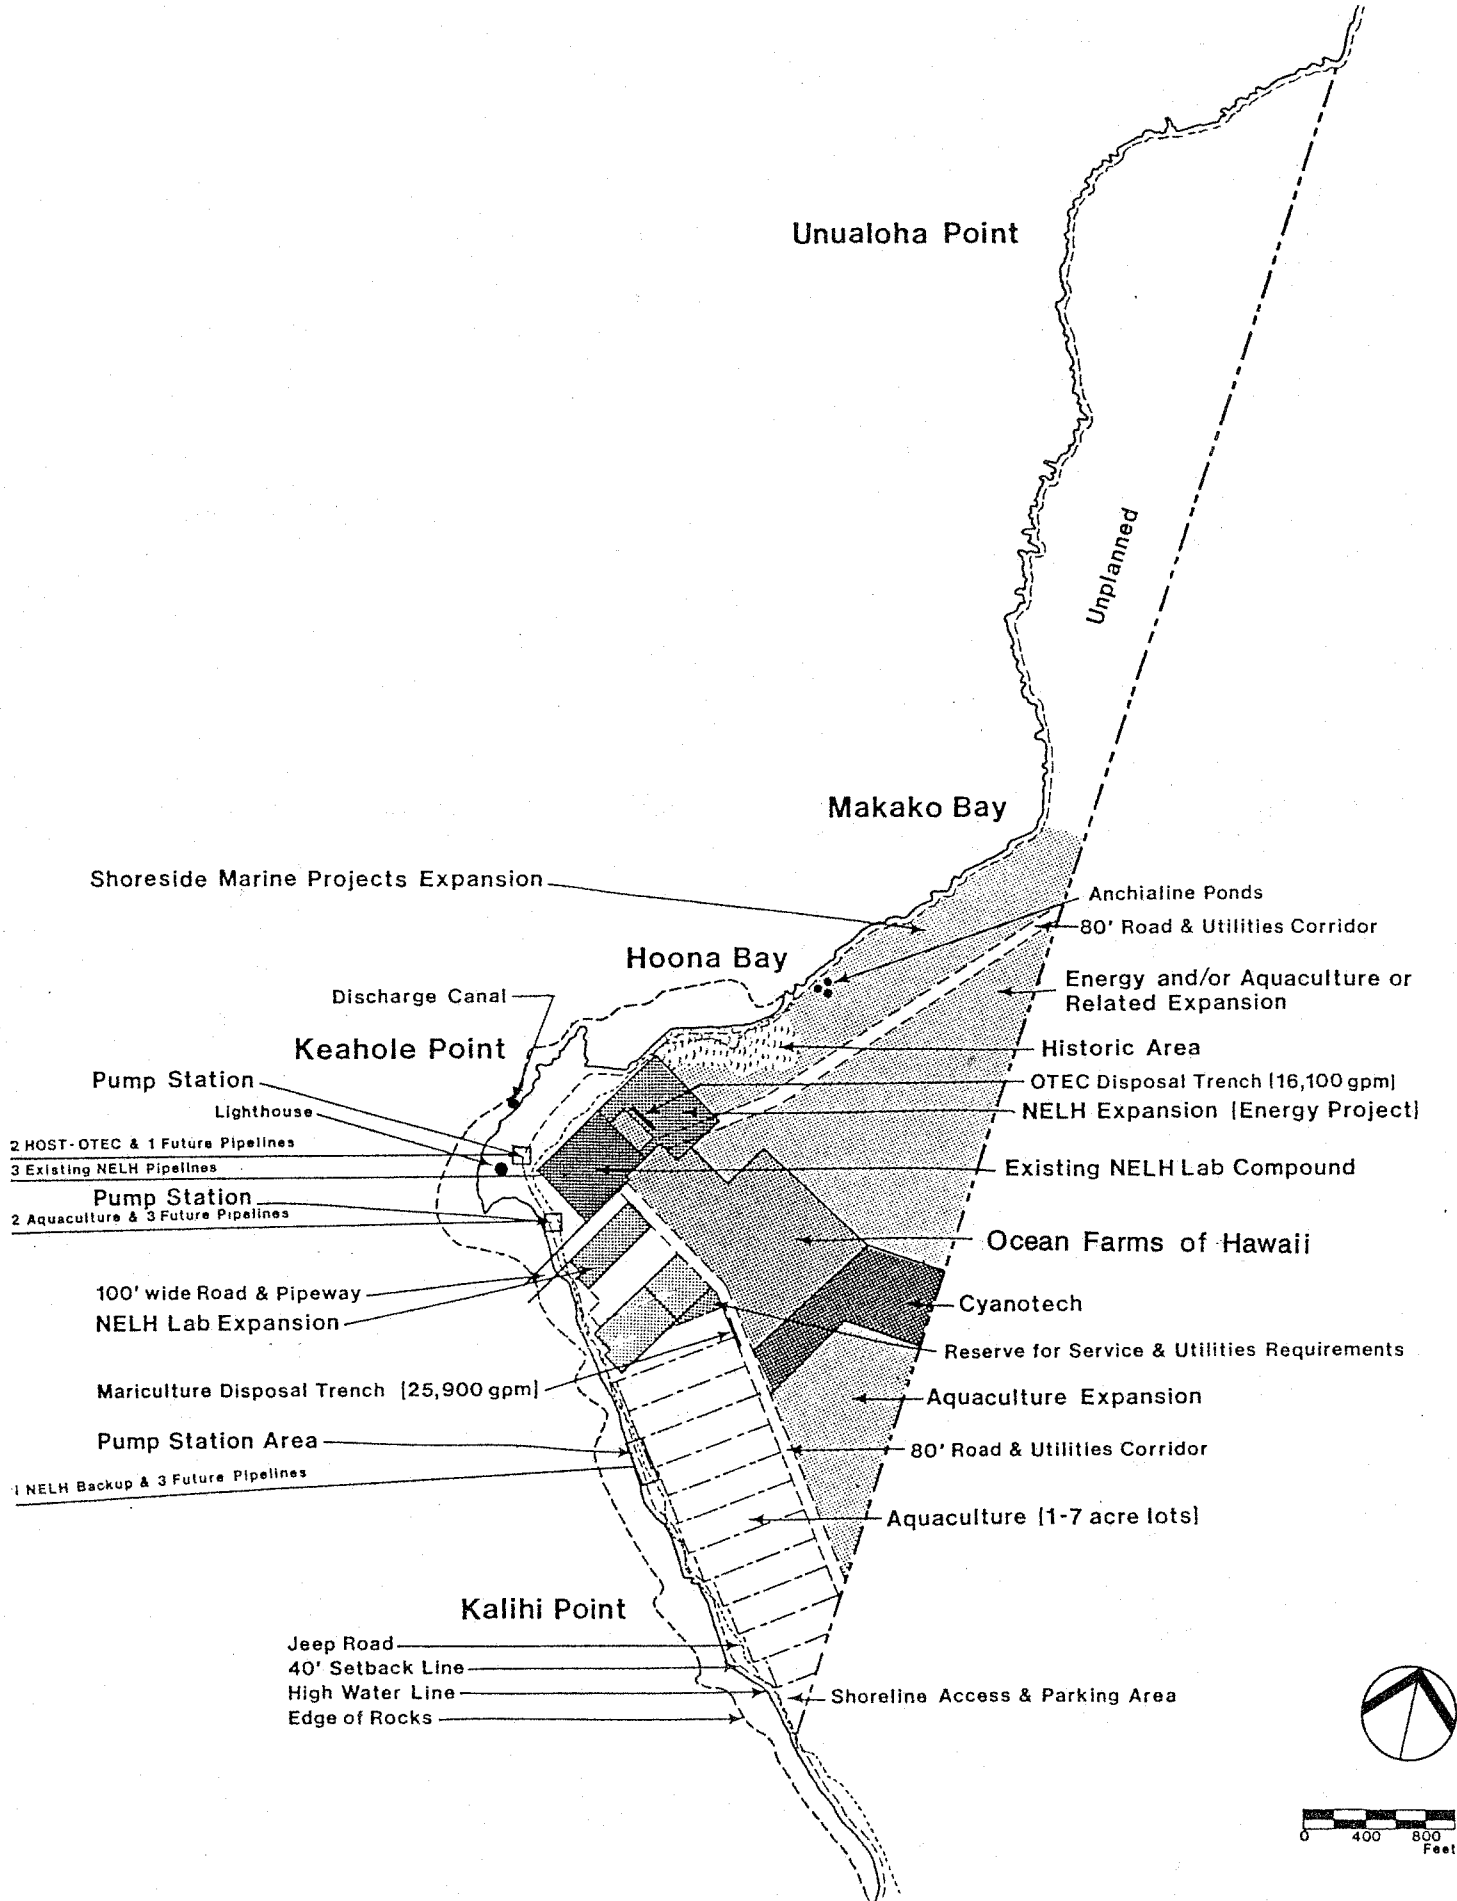 Unualoha Point
Unplanned
Makako Bay
Shoreside Marine Projects Expansion
Anchialine Ponds
80' Road & Utilities Corridor
Hoona Bay
Energy and/or Aquaculture or
Related Expansion
Discharge Canal
Keahole Point
Historic Area
Pump Station
OTEC Disposal Trench [16,100 gpm]
Lighthouse
NELH Expansion [Energy Project]
2 HOST-OTEC & 1 Future Pipelines
3 Existing NELH Pipelines
Existing NELH Lab Compound
Pump Station
2 Aquaculture & 3 Future Pipelines
Ocean Farms of Hawaii
100' wide Road & Pipeway
Cyanotech
NELH Lab Expansion
Reserve for Service & Utilities Requirements
Mariculture Disposal Trench [25,900 gpm]
Aquaculture Expansion
Pump Station Area
80' Road & Utilities Corridor
1 NELH Backup & 3 Future Pipelines
Aquaculture [1-7 acre lots]
Kalihi Point
Jeep Road
40' Setback Line
High Water Line
Shoreline Access & Parking Area
Edge of Rocks
0 400 800
Feet